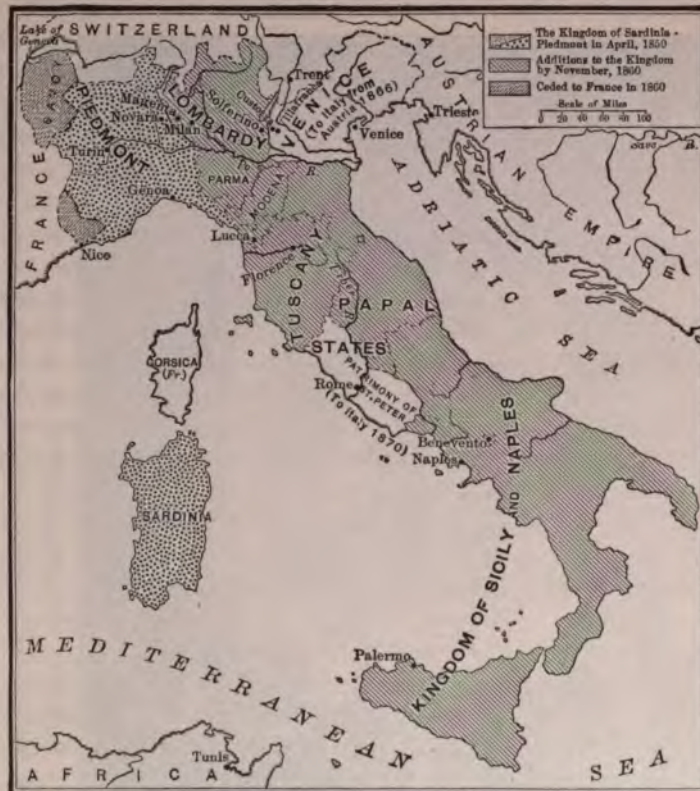 Lake of
Geneva
SWITZERLAND
The Kingdom of Sardinia -
Piedmont in April, 1859
Additions to the Kingdom
by November, 1860
Ceded to France in 1860
Scale of Miles
0 20 40 60 80 100
SAVOY
PIEDMONT
LOMBARDY
VENICE
(To Italy from
Austria) 1866)
Trent
Custozza
Villafranca
Solferino
Magenta
Novara
Milan
Turin
Venice
Trieste
AUSTRIAN EMPIRE
Save R.
FRANCE
Genoa
Po
R.
PARMA
MODENA
Lucca
Nice
Florence
TUSCANY
Tiber R.
PAPAL
STATES
ADRIATIC SEA
CORSICA
(Fr.)
Rome
PATRIMONY OF
ST. PETER
(To Italy 1870)
Benevento
Naples
SARDINIA
KINGDOM OF SICILY AND NAPLES
MEDITERRANEAN SEA
Palermo
Tunis
AFRICA